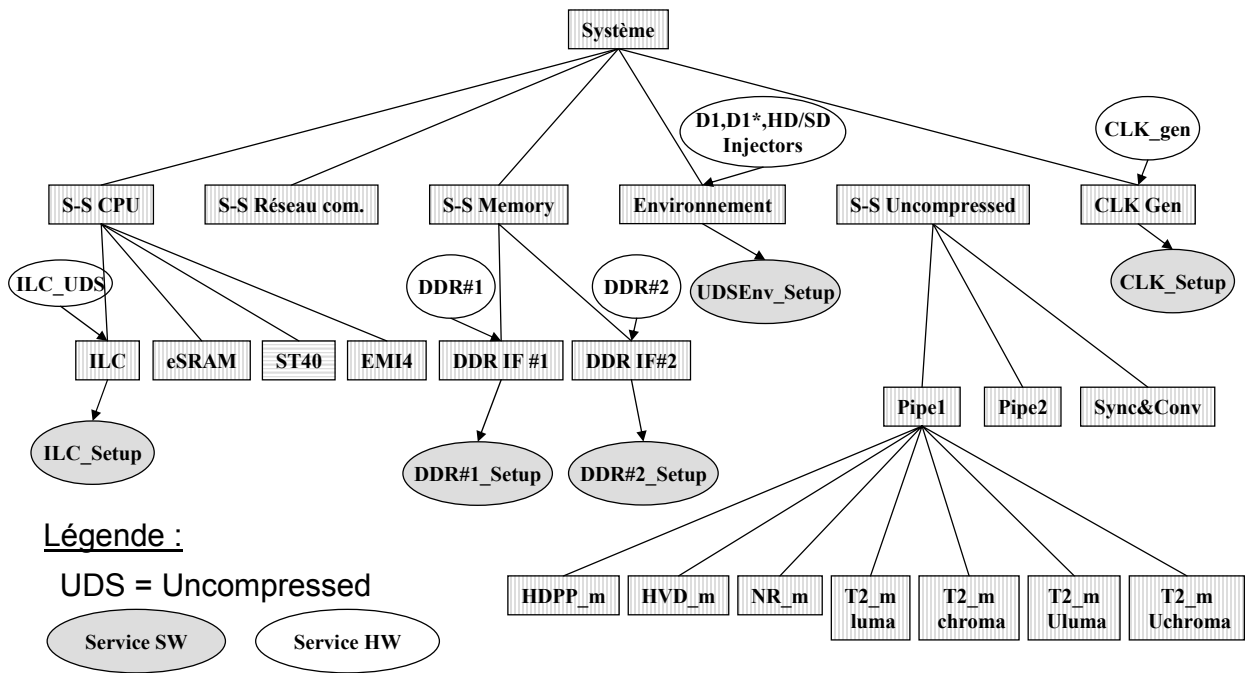 Système
D1,D1*,HD/SD
Injectors
CLK_gen
S-S CPU
S-S Réseau com.
S-S Memory
Environnement
S-S Uncompressed
CLK Gen
ILC_UDS
DDR#1
DDR#2
UDSEnv_Setup
CLK_Setup
ILC
eSRAM
ST40
EMI4
DDR IF #1
DDR IF#2
Pipe1
Pipe2
Sync&Conv
ILC_Setup
DDR#1_Setup
DDR#2_Setup
Légende :
UDS = Uncompressed
Service SW
Service HW
HDPP_m
HVD_m
NR_m
T2_m
luma
T2_m
chroma
T2_m
Uluma
T2_m
Uchroma